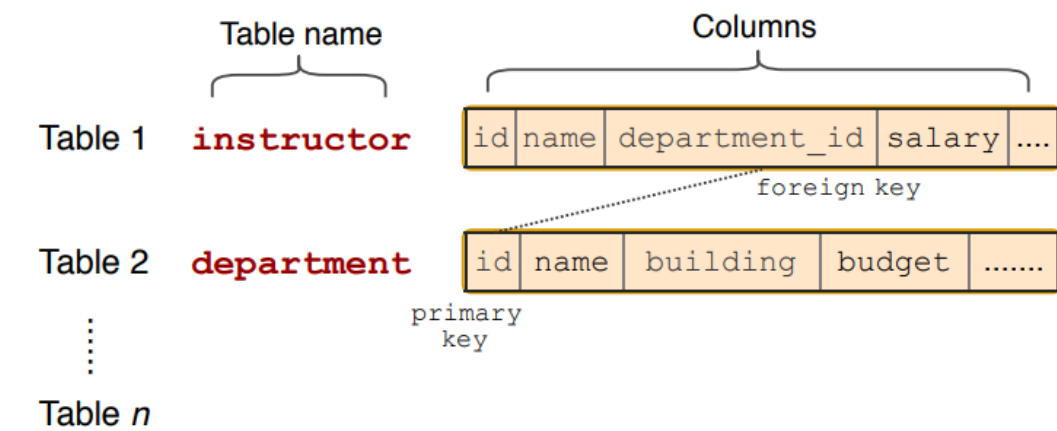 Table name
Columns
Table 1 instructor id name department_id salary ....
foreign key
Table 2 department id name building budget .......
primary
key
Table n